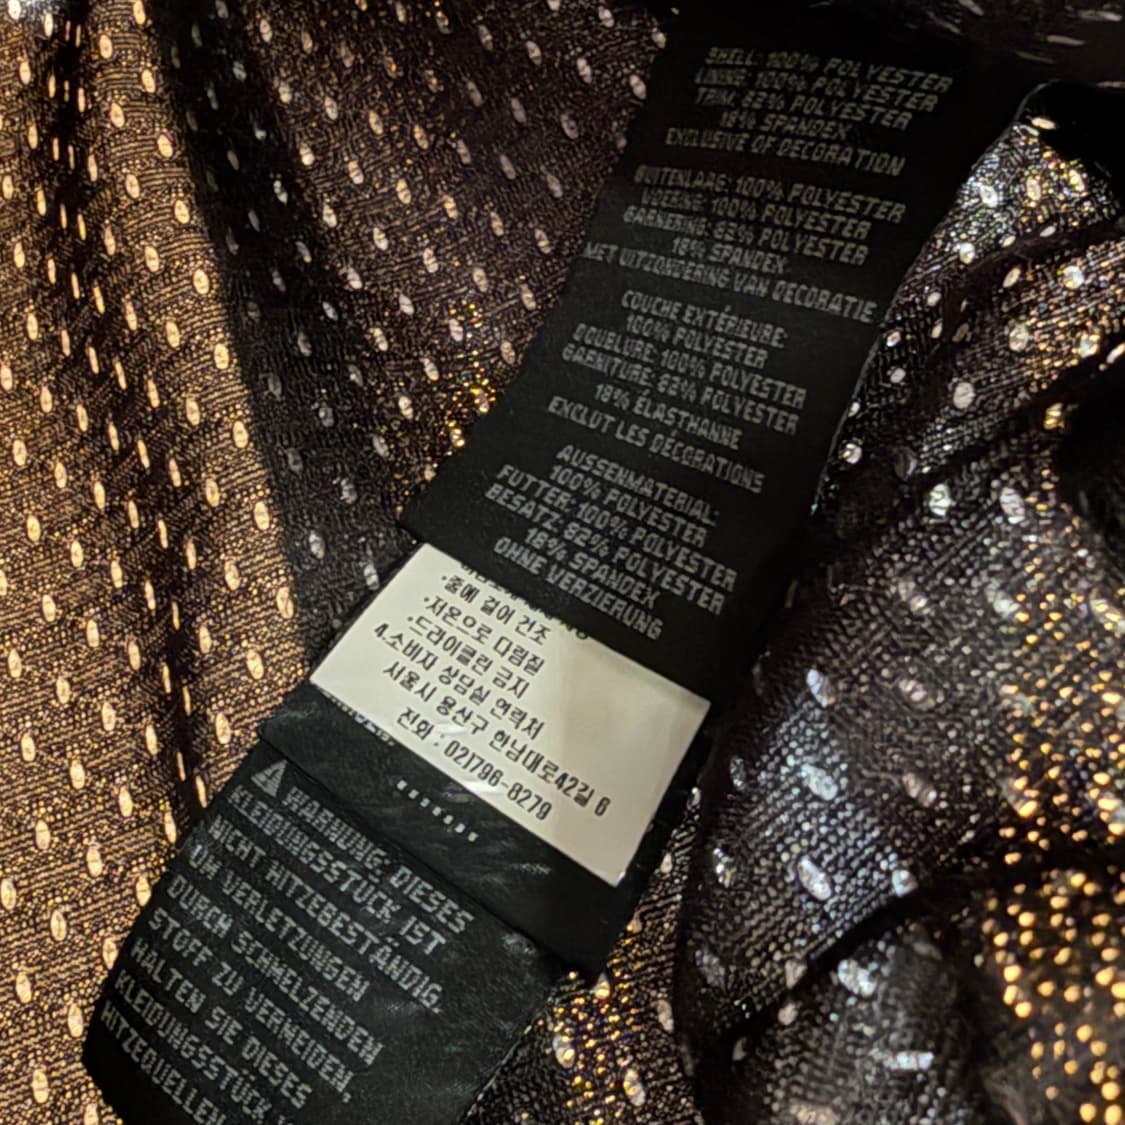 SHELL: 100% POLYESTER
LINING: 100% POLYESTER
TRIM: 82% POLYESTER
18% SPANDEX
EXCLUSIVE OF DECORATION
BUITENLAAG: 100% POLYESTER
VOERING: 100% POLYESTER
GARNERING: 82% POLYESTER
18% SPANDEX
MET UITZONDERING VAN DECORATIE
COUCHE EXTÉRIEURE:
100% POLYESTER
DOUBLURE: 100% POLYESTER
GARNITURE: 82% POLYESTER
18% ÉLASTHANNE
EXCLUT LES DÉCORATIONS
AUSSENMATERIAL:
100% POLYESTER
FUTTER: 100% POLYESTER
BESATZ: 82% POLYESTER
18% SPANDEX
OHNE VERZIERUNG
·줄에 걸어 건조
·저온으로 다림질
·드라이클린 금지
4.소비자 상담실 연락처
서울시 용산구 한남대로42길 6
전화 : 02)796-8279
WARNUNG: DIESES
KLEIDUNGSSTÜCK IST
NICHT HITZEBESTÄNDIG.
UM VERLETZUNGEN
DURCH SCHMELZENDEN
STOFF ZU VERMEIDEN,
HALTEN SIE DIESES
KLEIDUNGSSTÜCK
HITZEQUELLEN